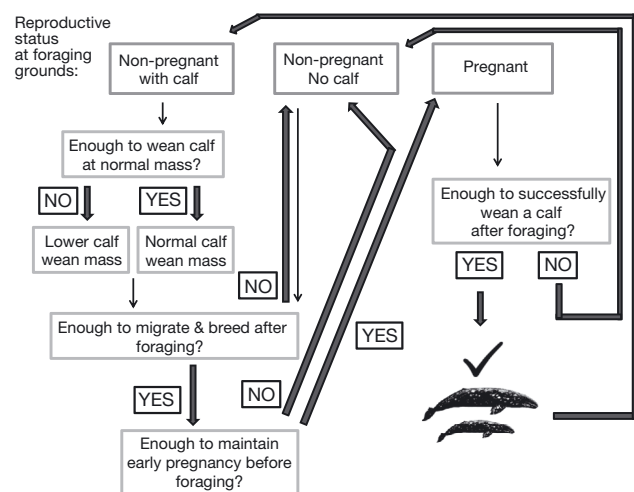 Reproductive
status
at foraging
grounds:
Non-pregnant
with calf
Non-pregnant
No calf
Pregnant
Enough to wean calf
at normal mass?
NO
YES
Lower calf
wean mass
Normal calf
wean mass
Enough to successfully
wean a calf
after foraging?
YES
NO
NO
Enough to migrate & breed after
foraging?
YES
YES
NO
Enough to maintain
early pregnancy before
foraging?